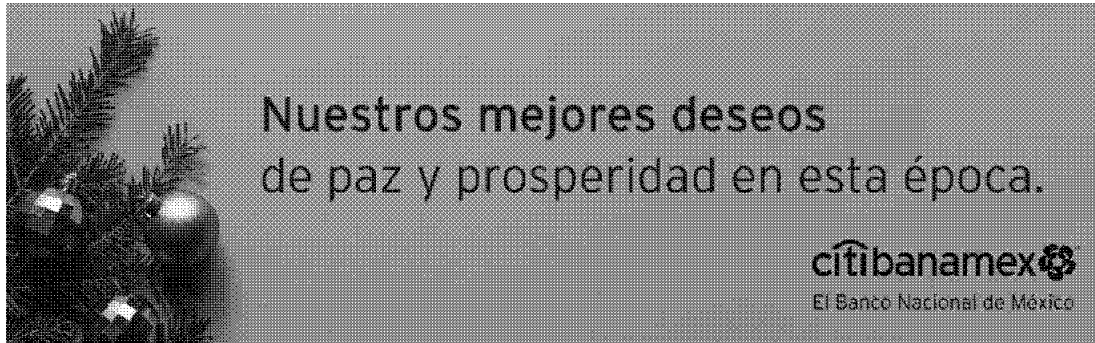 Nuestros mejores deseos
de paz y prosperidad en esta época.
citibanamex
El Banco Nacional de México